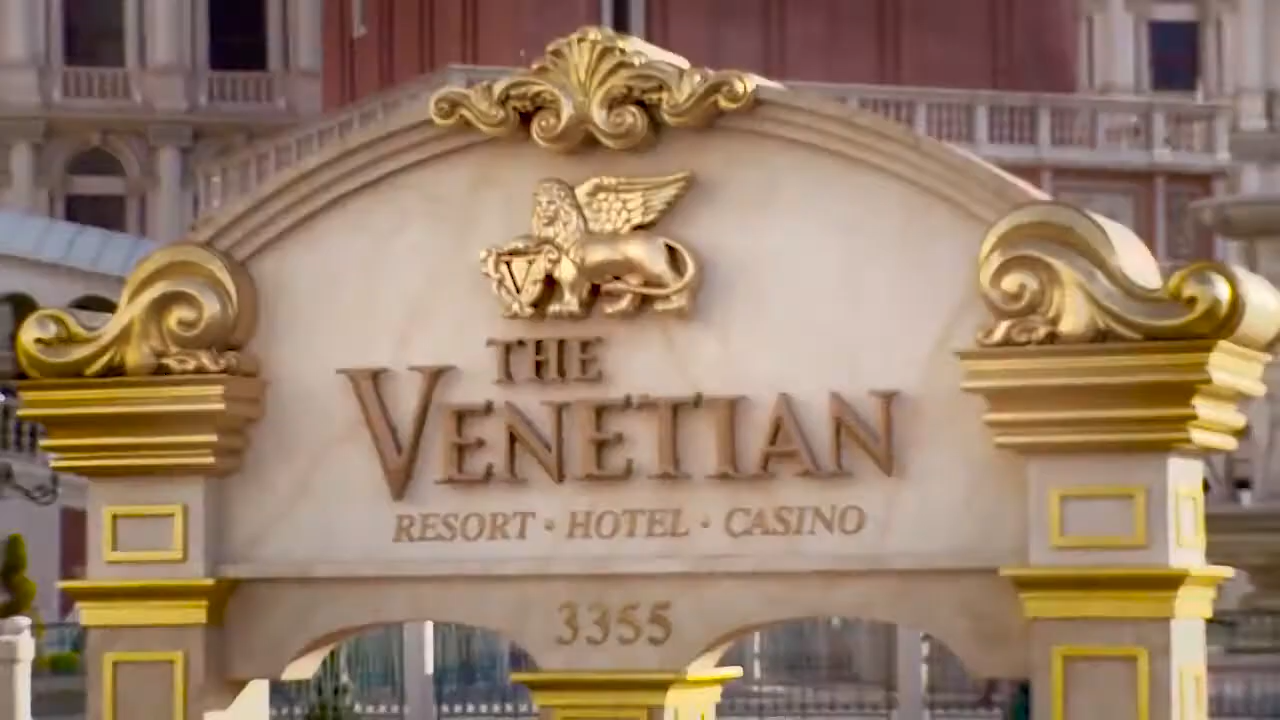 V
THE
VENETIAN
RESORT · HOTEL · CASINO
3355